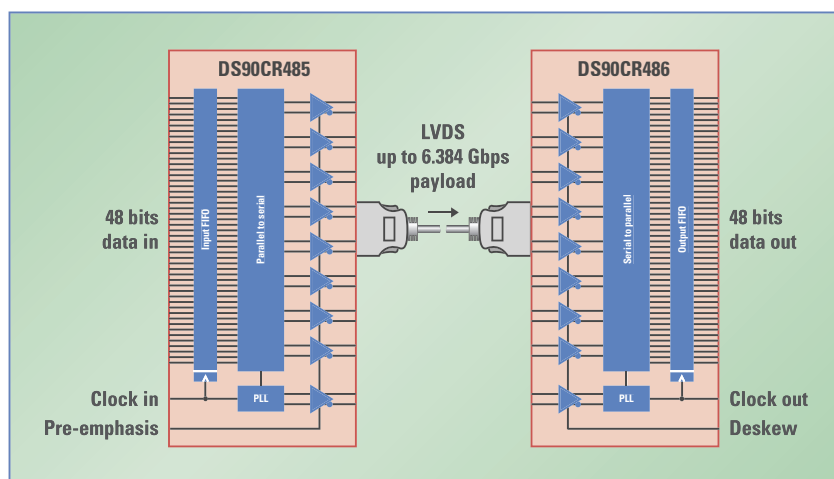 DS90CR485
DS90CR486
LVDS
up to 6.384 Gbps
payload
48 bits
data in
Input FIFO
Parallel to serial
Serial to parallel
Output FIFO
48 bits
data out
Clock in
PLL
PLL
Clock out
Pre-emphasis
Deskew